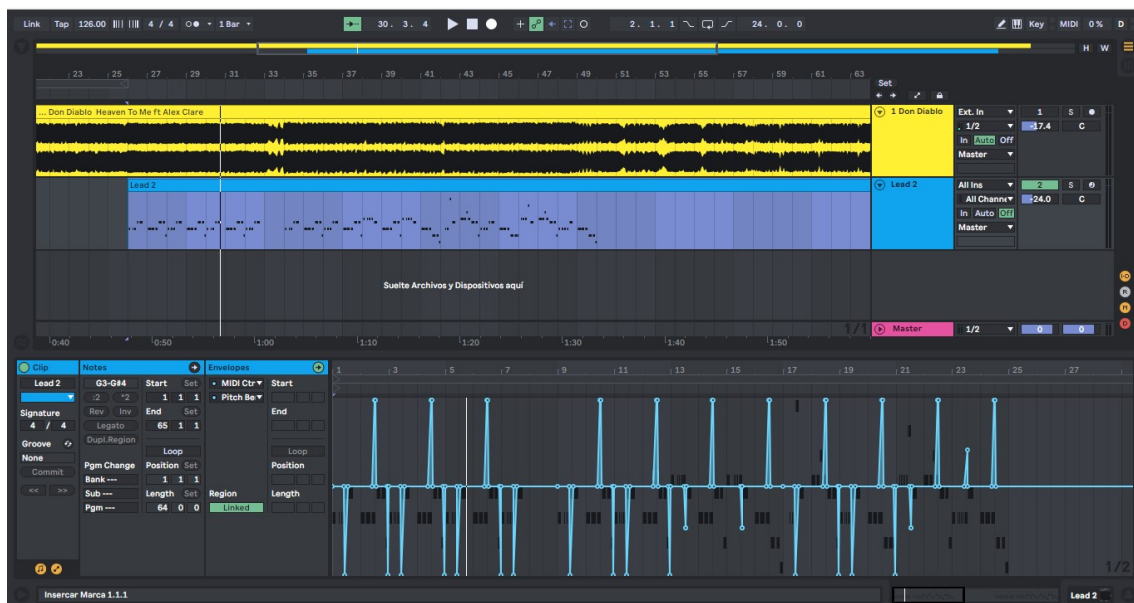 Link Tap 126.00 4 / 4 1 Bar 30. 3. 4 2. 1. 1 24. 0. 0 Key MIDI 0% D
H W
23 25 27 29 31 33 35 37 39 41 43 45 47 49 51 53 55 57 59 61 63
Set
... Don Diablo Heaven To Me ft Alex Clare
1 Don Diablo Ext. In 1 S
1/2 -17.4 C
In Auto Off
Master
Lead 2
Lead 2 All Ins 2 S
All Channe -24.0 C
In Auto Off
Master
Suelte Archivos y Dispositivos aquí
1/1 Master 1/2 0 0
0:40 0:50 1:00 1:10 1:20 1:30 1:40 1:50
Clip Notes Envelopes
1 3 5 7 9 11 13 15 17 19 21 23 25 27
Lead 2 G3-G#4 Start Set MIDI Ctr Start
:2 *2 1 1 1 Pitch Be
Signature Rev Inv End Set End
4 / 4 Legato 65 1 1
Groove Dupl.Region Loop Loop
None Pgm Change Position Set Position
Commit Bank --- 1 1 1
<< >> Sub --- Length Set Region Length
Pgm --- 64 0 0 Linked
1/2
Insercar Marca 1.1.1
Lead 2